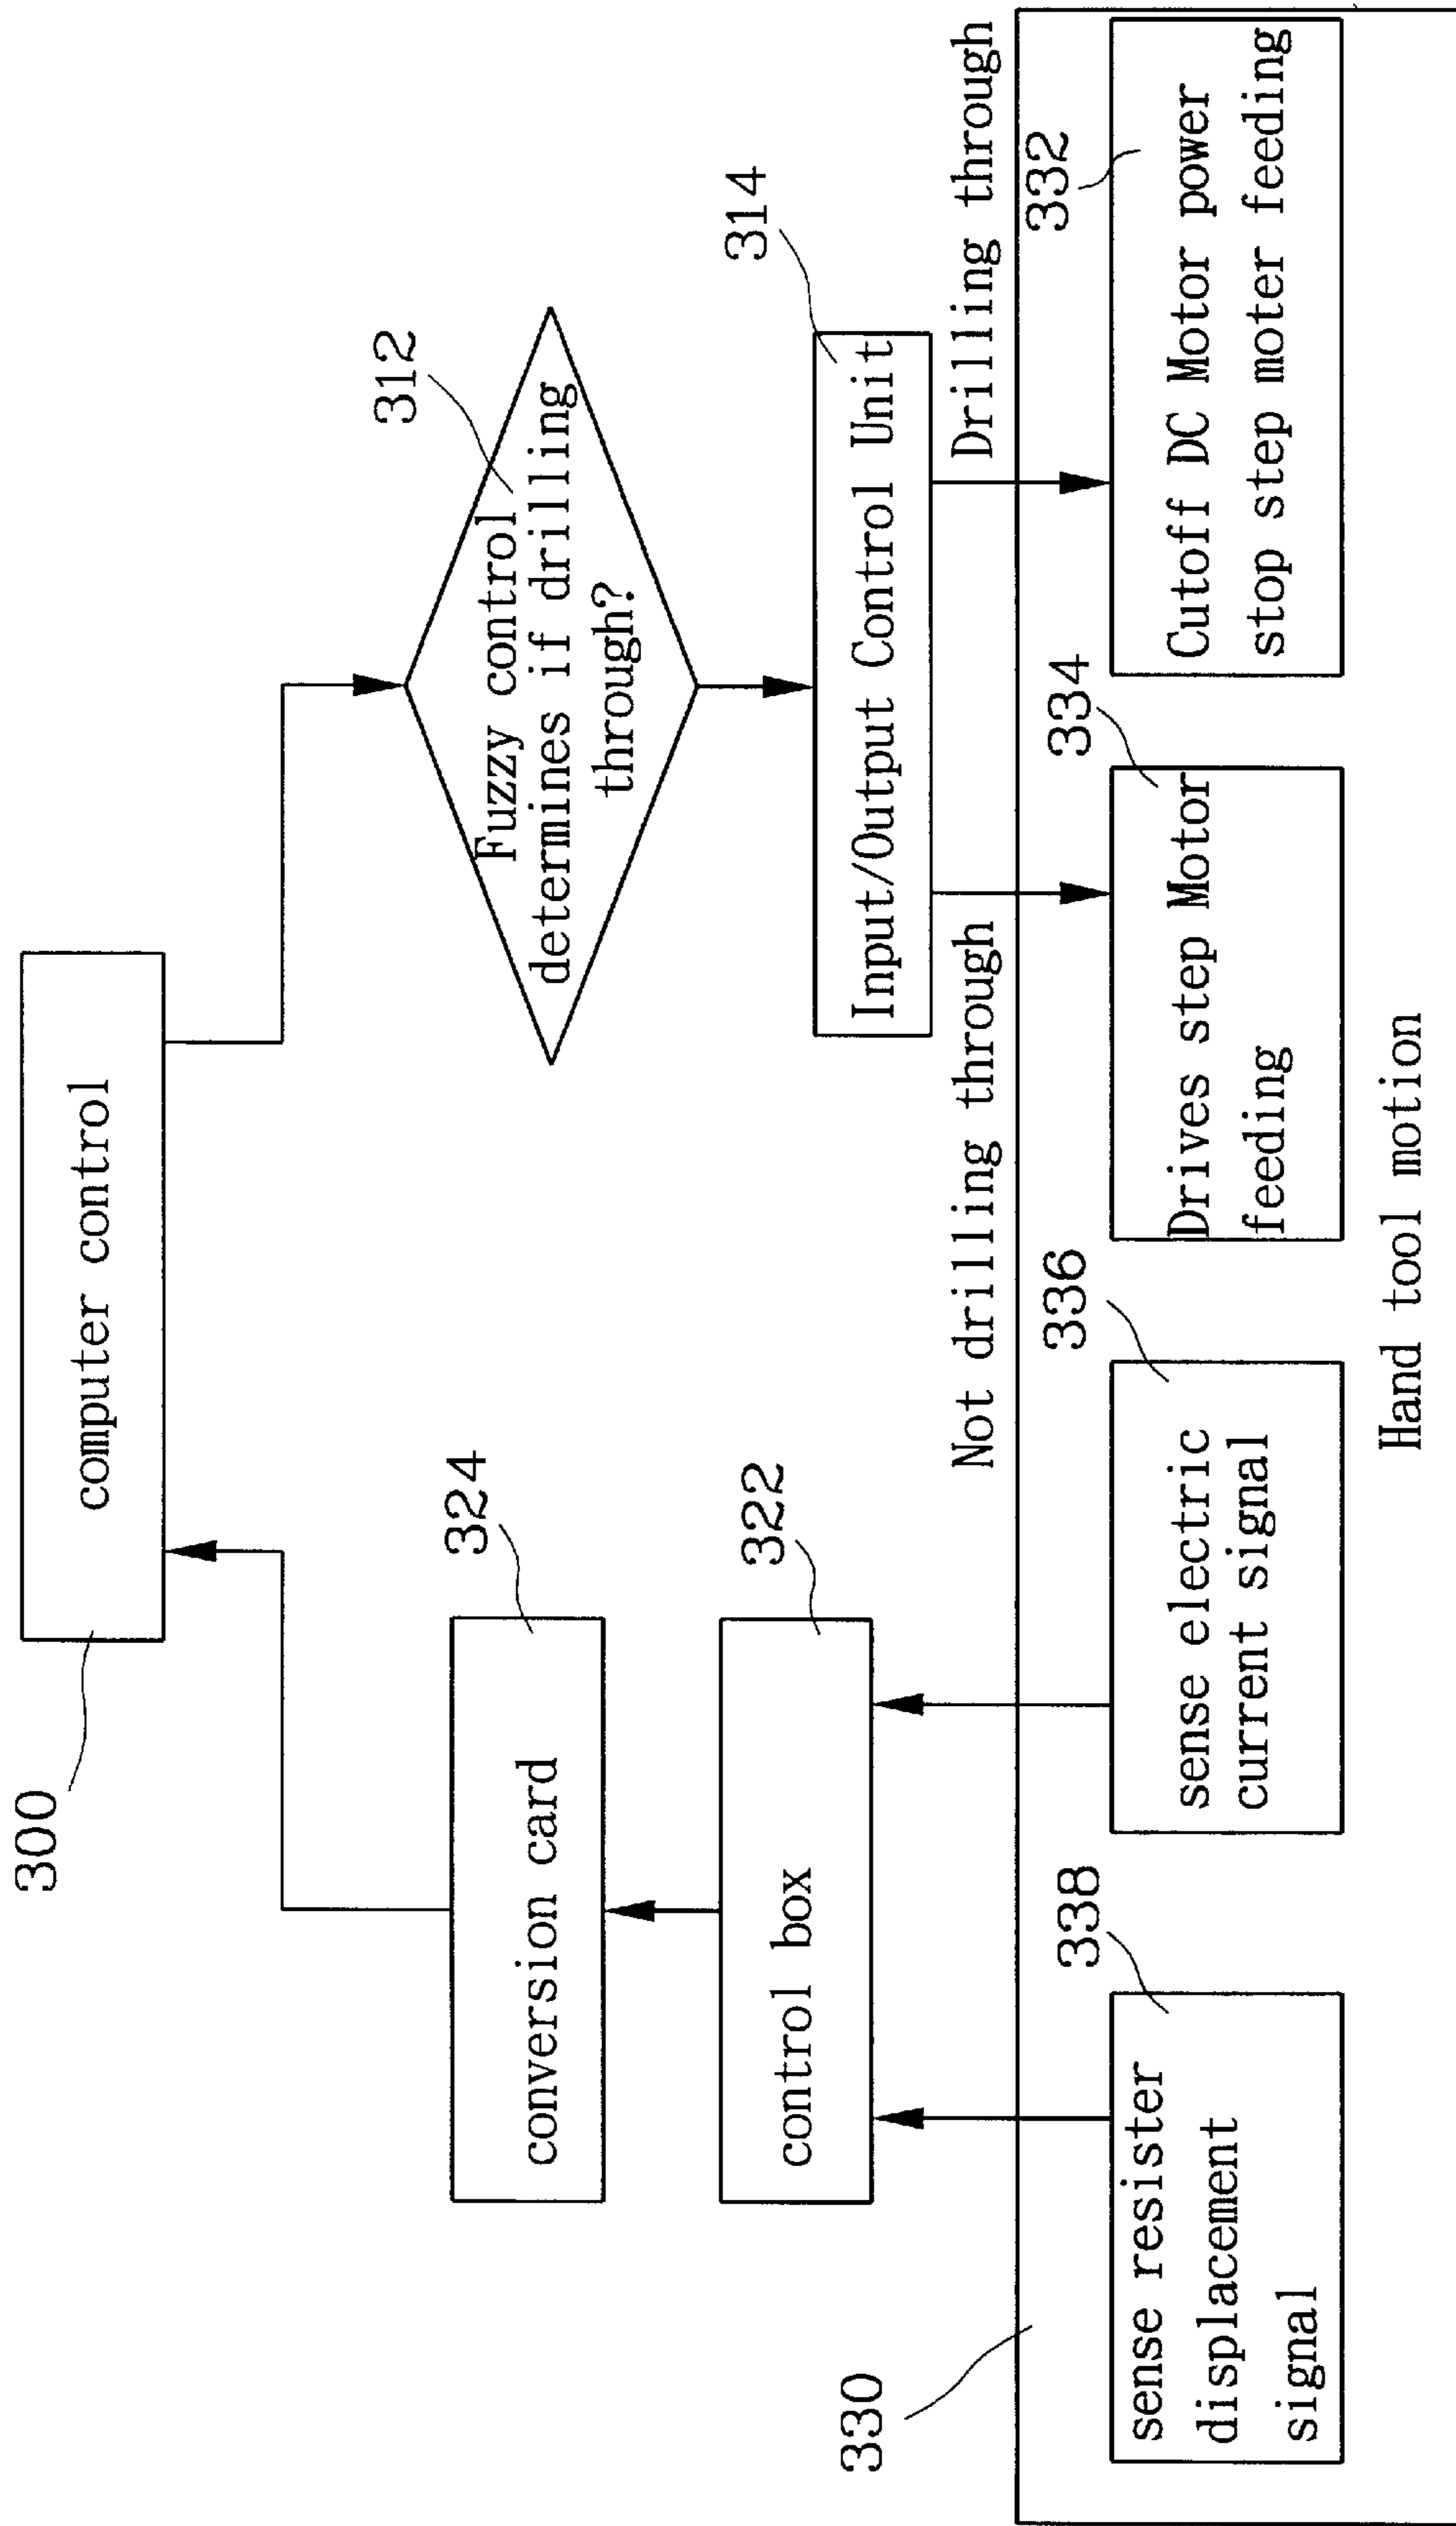 300
computer control
312
Fuzzy control
determines if drilling
through?
324
conversion card
314
Input/Output Control Unit
322
control box
Not drilling through
Drilling through
330
338
sense resister
displacement
signal
336
sense electric
current signal
334
Drives step Motor
feeding
332
Cutoff DC Motor power
stop step moter feeding
Hand tool motion